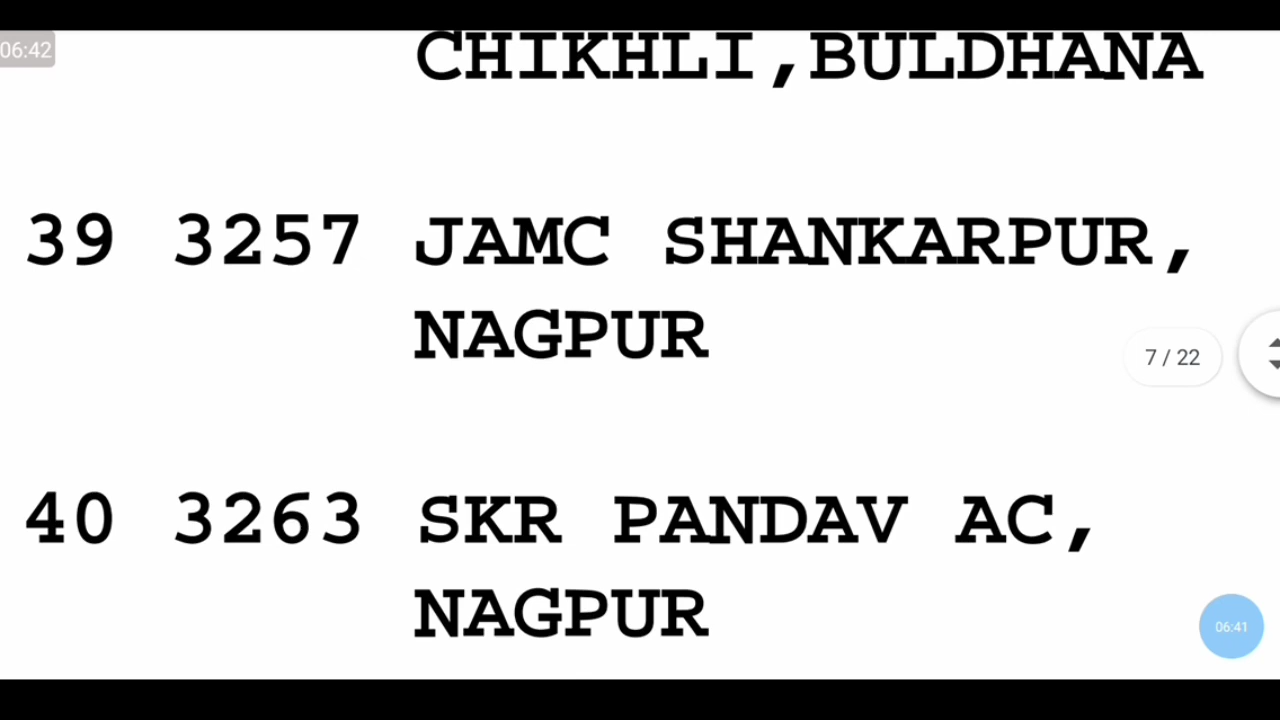 06:42
CHIKHLI,BULDHANA
39 3257 JAMC SHANKARPUR,
NAGPUR
7 / 22
40 3263 SKR PANDAV AC,
NAGPUR
06:41